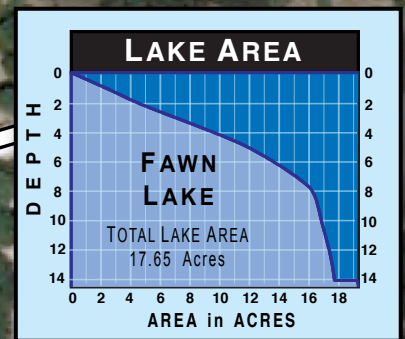 LAKE AREA
0 0
2 2
DEPTH
4 4
6 6
FAWN
LAKE
8 8
10 10
TOTAL LAKE AREA
17.65 Acres
12 12
14 14
0 2 4 6 8 10 12 14 16 18
AREA in ACRES